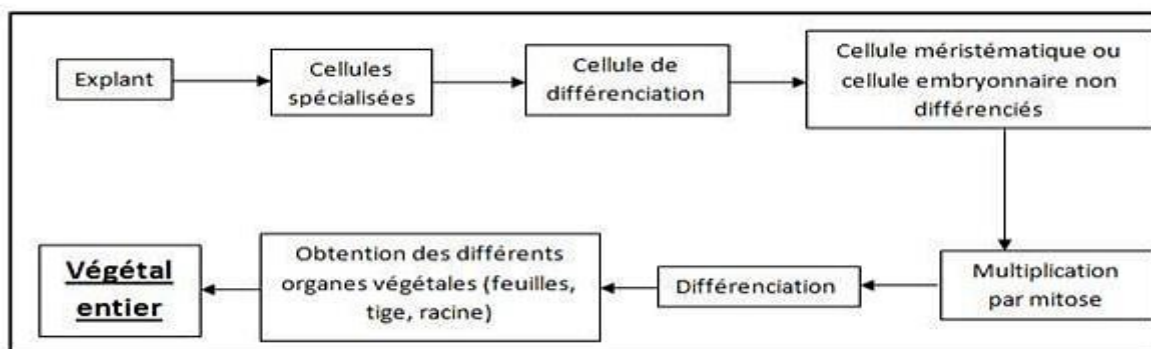 Explant
Cellules
spécialisées
Cellule de
différenciation
Cellule méristématique ou
cellule embryonnaire non
différenciés
Multiplication
par mitose
Différenciation
Obtention des différents
organes végétales (feuilles,
tige, racine)
Végétal
entier